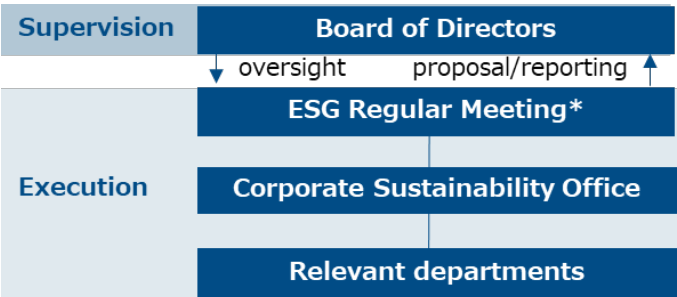 Supervision
Board of Directors
oversight
proposal/reporting
ESG Regular Meeting*
Execution
Corporate Sustainability Office
Relevant departments